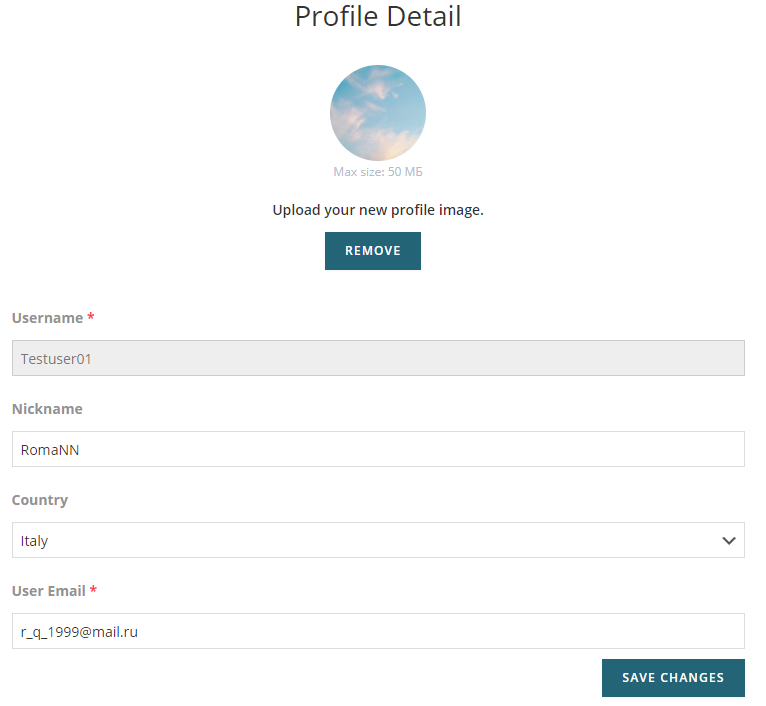 Profile Detail
Max size: 50 МБ
Upload your new profile image.
REMOVE
Username *
Testuser01
Nickname
RomaNN
Country
Italy
User Email *
r_q_1999@mail.ru
SAVE CHANGES